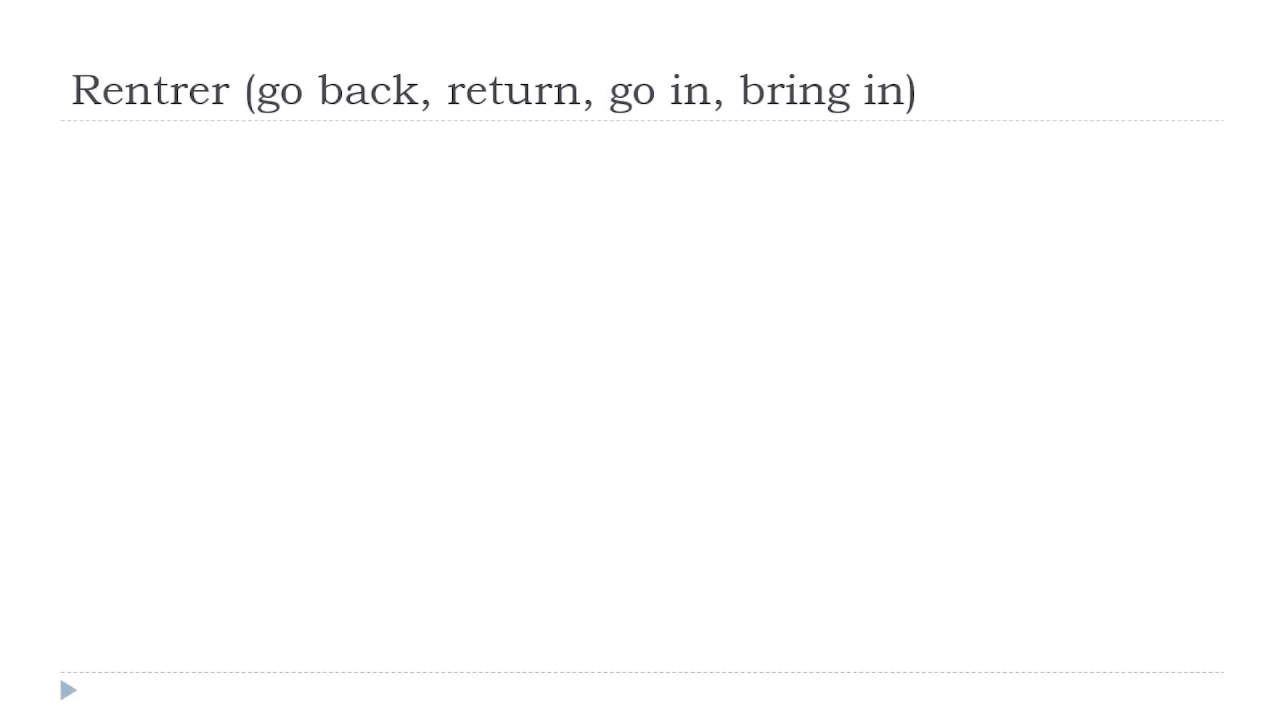 Rentrer (go back, return, go in, bring in)